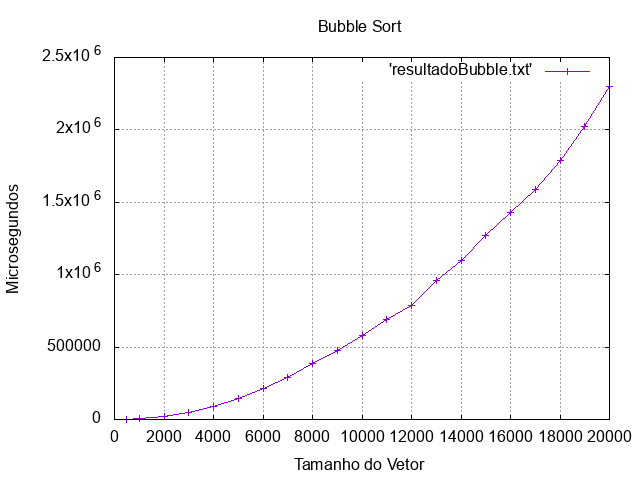 Bubble Sort
'resultadoBubble.txt'
2.5x10^6
2x10^6
1.5x10^6
1x10^6
500000
0
Microsegundos
0 2000 4000 6000 8000 10000 12000 14000 16000 18000 20000
Tamanho do Vetor